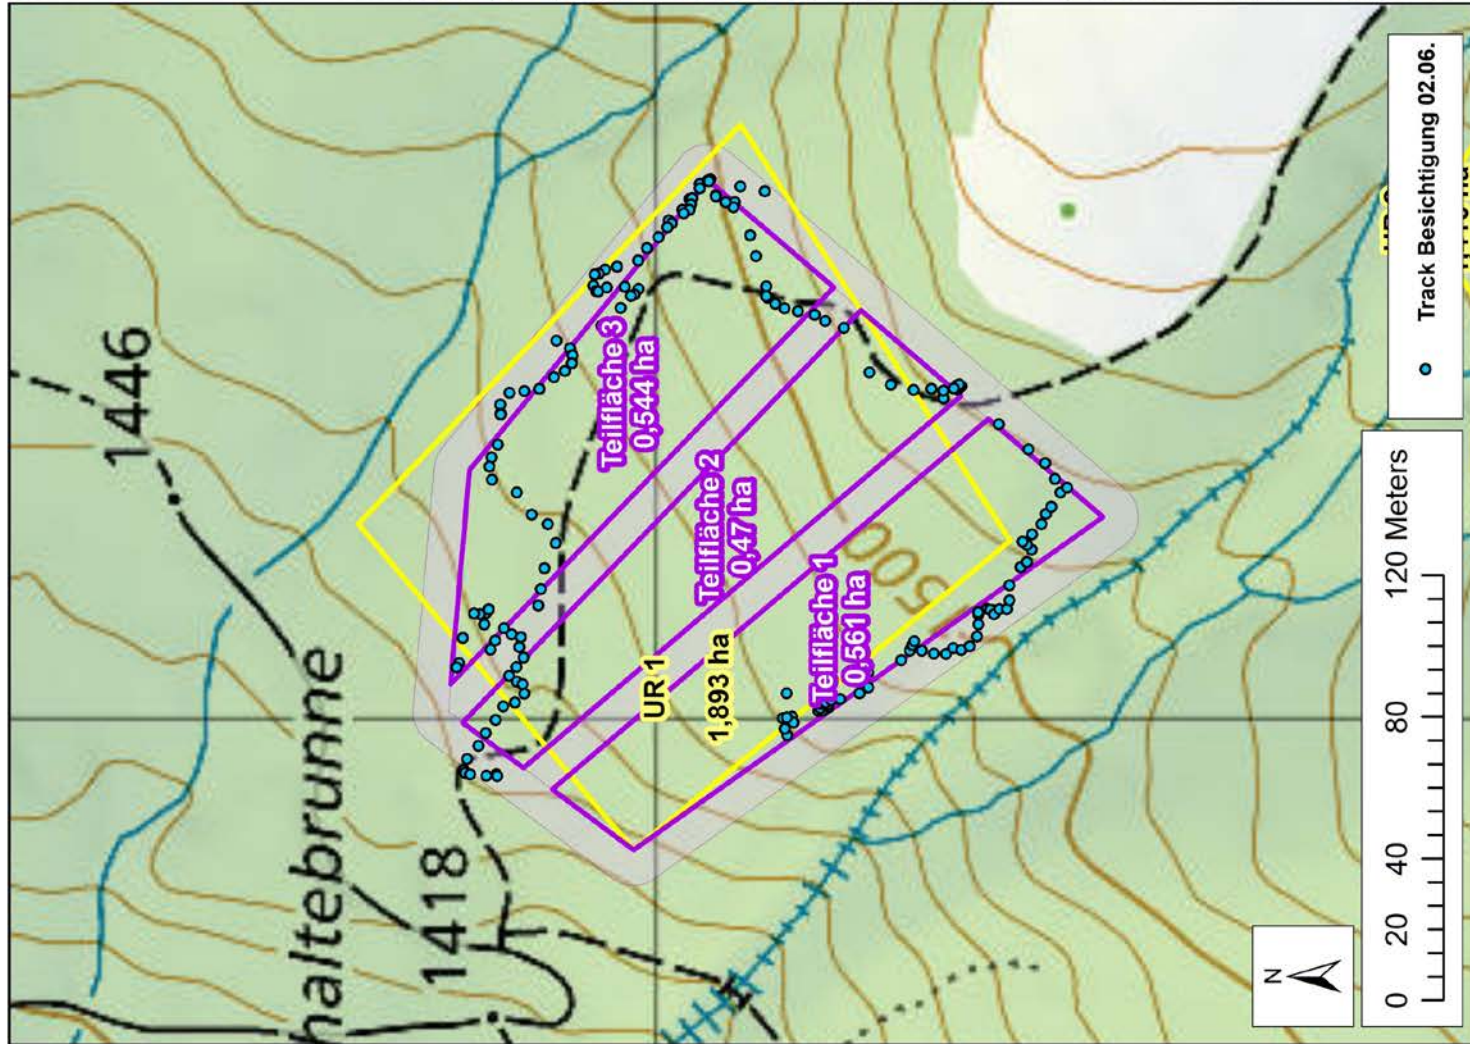 1446
haltebrunne
1418
Teilfläche 3
0,544 ha
Teilfläche 2
0,47 ha
UR 1
1,893 ha
Teilfläche 1
0,561 ha
Track Besichtigung 02.06.
N
0 20 40 80 120 Meters